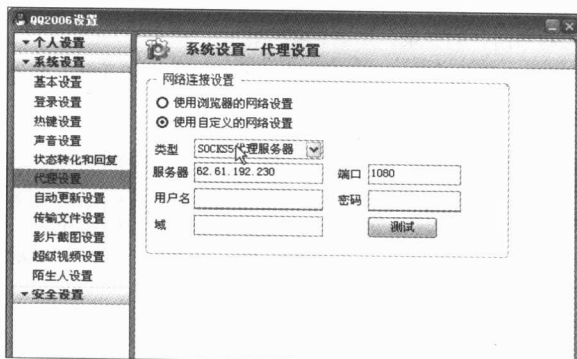 QQ2006设置
个人设置
系统设置
基本设置
登录设置
热键设置
声音设置
状态转化和回复
代理设置
自动更新设置
传输文件设置
影片截图设置
超级视频设置
陌生人设置
安全设置
系统设置—代理设置
网络连接设置
使用浏览器的网络设置
使用自定义的网络设置
类型 SOCKS5代理服务器
服务器 62.61.192.230 端口 1080
用户名 密码
域 测试